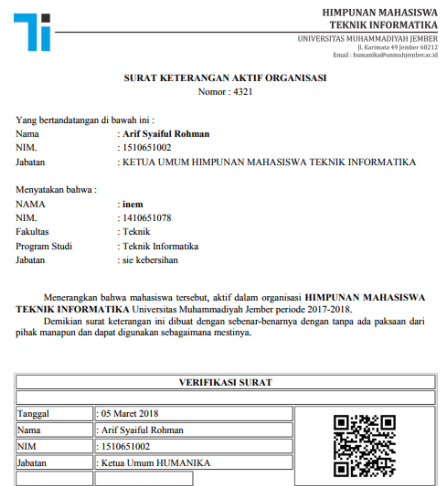 HIMPUNAN MAHASISWA
TEKNIK INFORMATIKA
UNIVERSITAS MUHAMMADIYAH JEMBER
Jl. Karimata 49 Jember 68212
Email : humanika@unmuhjember.ac.id
SURAT KETERANGAN AKTIF ORGANISASI
Nomor : 4321
Yang bertandatangan di bawah ini :
Nama : Arif Syaiful Rohman
NIM. : 1510651002
Jabatan : KETUA UMUM HIMPUNAN MAHASISWA TEKNIK INFORMATIKA
Menyatakan bahwa :
NAMA : inem
NIM. : 1410651078
Fakultas : Teknik
Program Studi : Teknik Informatika
Jabatan : sie kebersihan
Menerangkan bahwa mahasiswa tersebut, aktif dalam organisasi HIMPUNAN MAHASISWA
TEKNIK INFORMATIKA Universitas Muhammadiyah Jember periode 2017-2018.
Demikian surat keterangan ini dibuat dengan sebenar-benarnya dengan tanpa ada paksaan dari
pihak manapun dan dapat digunakan sebagaimana mestinya.
VERIFIKASI SURAT
Tanggal : 05 Maret 2018
Nama : Arif Syaiful Rohman
NIM : 1510651002
Jabatan : Ketua Umum HUMANIKA